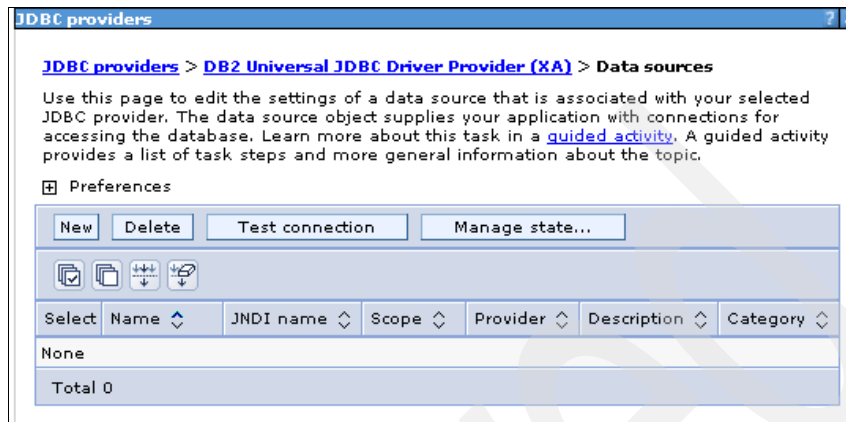 JDBC providers ?
JDBC providers > DB2 Universal JDBC Driver Provider (XA) > Data sources
Use this page to edit the settings of a data source that is associated with your selected
JDBC provider. The data source object supplies your application with connections for
accessing the database. Learn more about this task in a guided activity. A guided activity
provides a list of task steps and more general information about the topic.
Preferences
New Delete Test connection Manage state...
Select Name JNDI name Scope Provider Description Category
None
Total 0